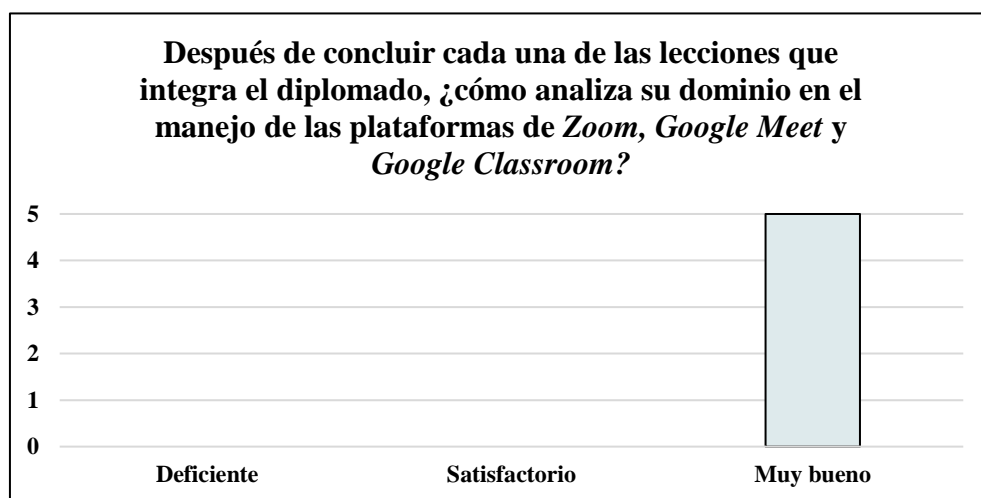 Después de concluir cada una de las lecciones que
integra el diplomado, ¿cómo analiza su dominio en el
manejo de las plataformas de Zoom, Google Meet y
Google Classroom?
5
4
3
2
1
0
Deficiente Satisfactorio Muy bueno